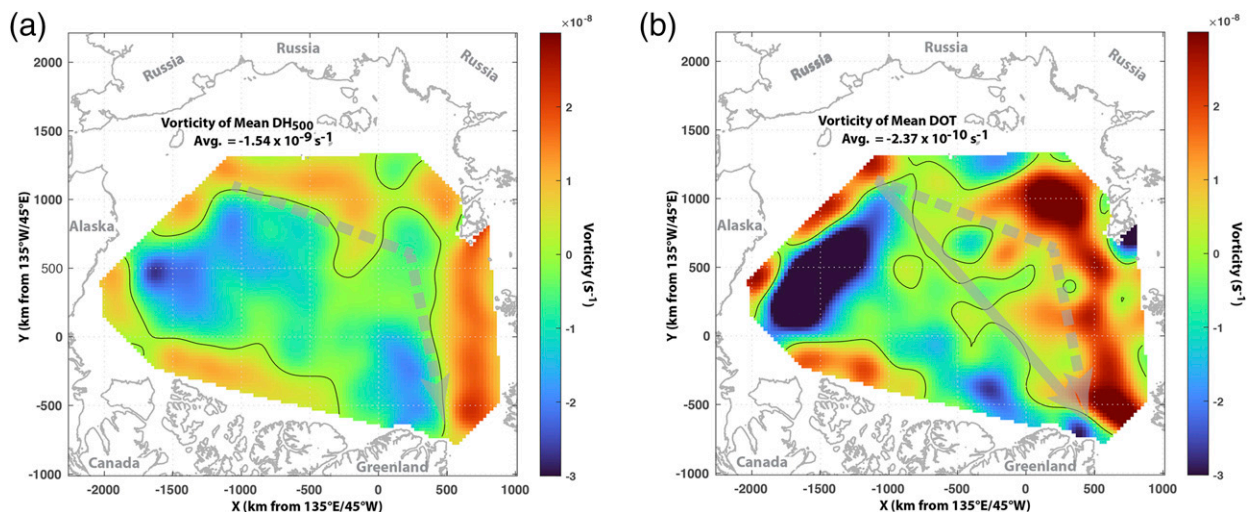 (a)
×10⁻⁸
Russia
Russia
Russia
Vorticity of Mean DH₅₀₀
Avg. = -1.54 x 10⁻⁹ s⁻¹
Alaska
Canada
Greenland
2000
1500
1000
500
0
-500
-1000
Y (km from 135°W/45°E)
-2000
-1500
-1000
-500
0
500
1000
X (km from 135°E/45°W)
2
1
0
-1
-2
-3
Vorticity (s⁻¹)
(b)
×10⁻⁸
Russia
Russia
Russia
Vorticity of Mean DOT
Avg. = -2.37 x 10⁻¹⁰ s⁻¹
Alaska
Canada
Greenland
2000
1500
1000
500
0
-500
-1000
Y (km from 135°W/45°E)
-2000
-1500
-1000
-500
0
500
1000
X (km from 135°E/45°W)
2
1
0
-1
-2
-3
Vorticity (s⁻¹)